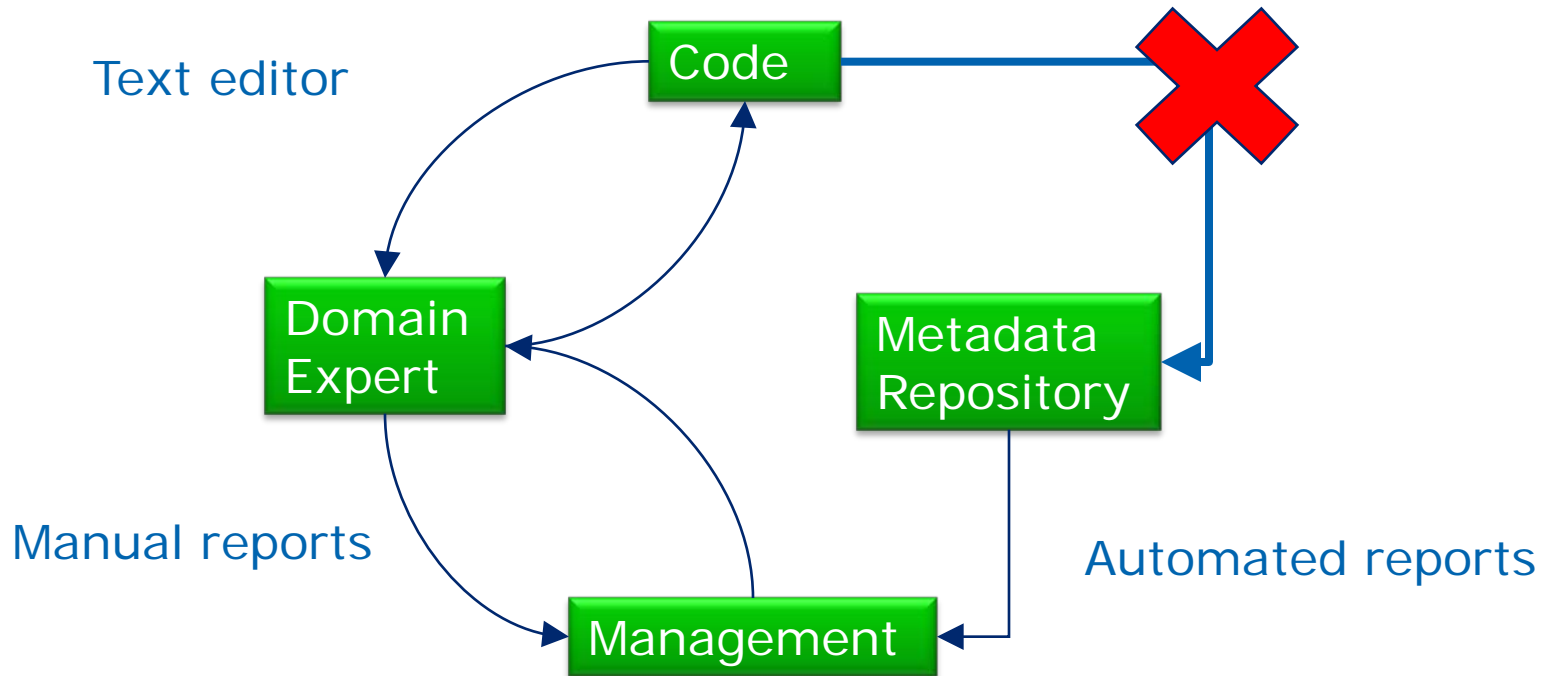 Code
Text editor
Domain
Expert
Metadata
Repository
Manual reports
Automated reports
Management